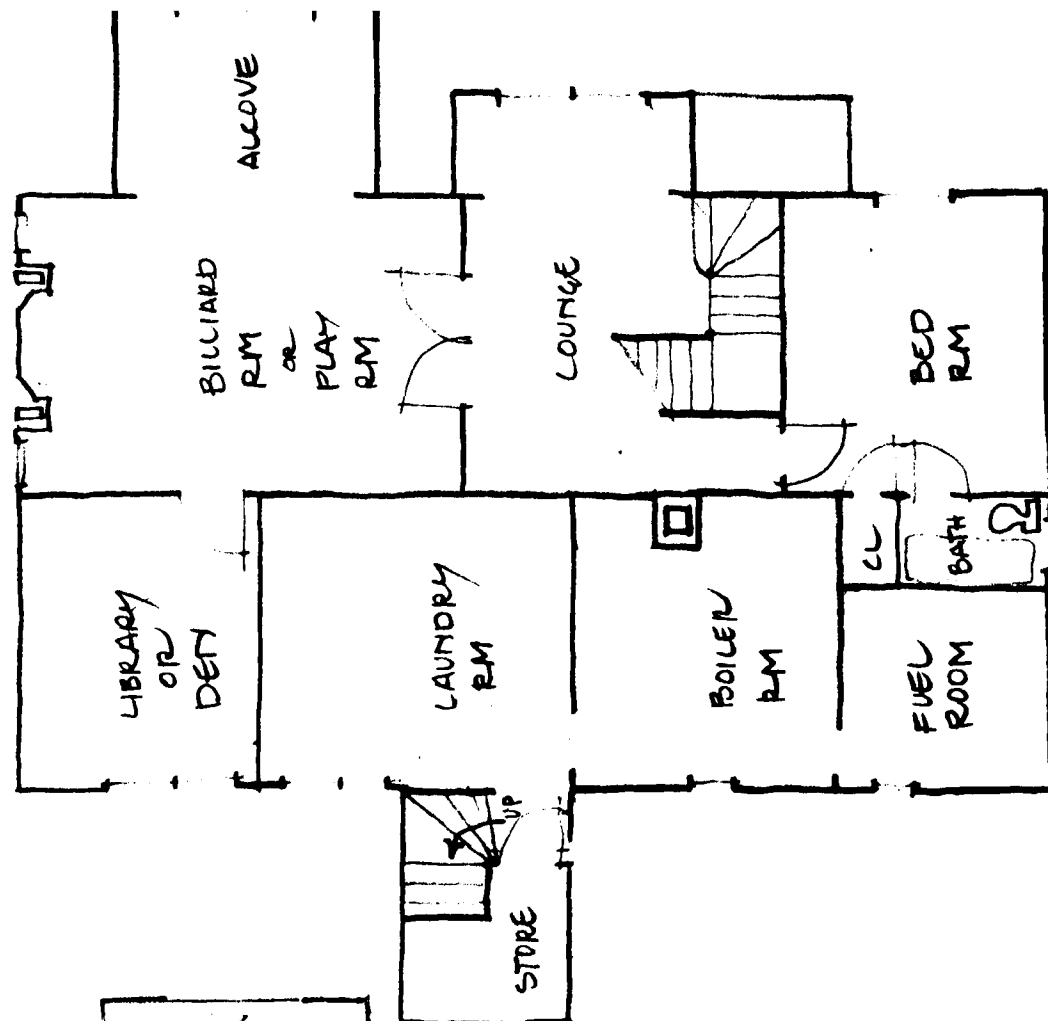 ALCOVE
BILLIARD
RM
OR
PLAY
RM
LOUNGE
BED
RM
LIBRARY
OR
DEN
LAUNDRY
RM
BOILER
RM
CL
BATH
FUEL
ROOM
UP
STORE